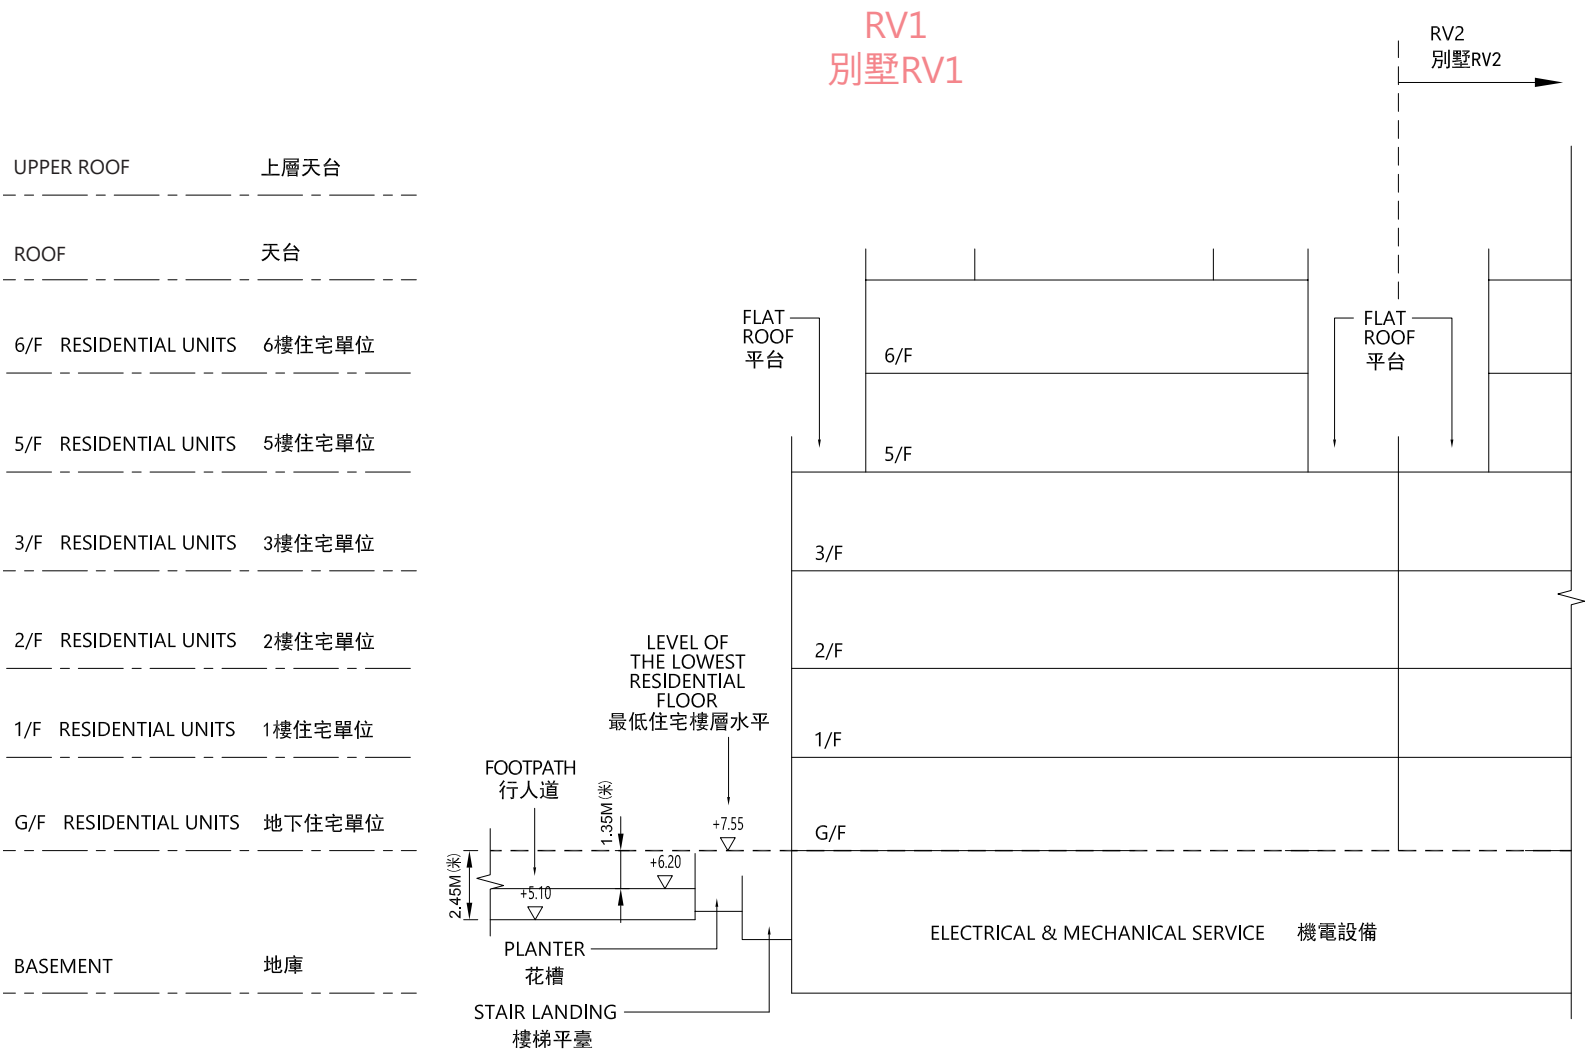 RV1
別墅RV1
RV2
別墅RV2
UPPER ROOF 上層天台
ROOF 天台
6/F RESIDENTIAL UNITS 6樓住宅單位
5/F RESIDENTIAL UNITS 5樓住宅單位
3/F RESIDENTIAL UNITS 3樓住宅單位
2/F RESIDENTIAL UNITS 2樓住宅單位
1/F RESIDENTIAL UNITS 1樓住宅單位
G/F RESIDENTIAL UNITS 地下住宅單位
BASEMENT 地庫
FLAT
ROOF
平台
FLAT
ROOF
平台
6/F
5/F
3/F
2/F
1/F
G/F
LEVEL OF
THE LOWEST
RESIDENTIAL
FLOOR
最低住宅樓層水平
FOOTPATH
行人道
1.35M(米)
+7.55
+6.20
+5.10
2.45M(米)
PLANTER
花槽
STAIR LANDING
樓梯平臺
ELECTRICAL & MECHANICAL SERVICE 機電設備